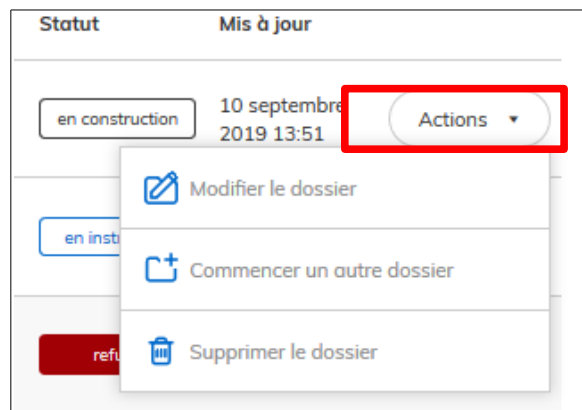 Statut Mis à jour
en construction
10 septembre
2019 13:51
Actions
Modifier le dossier
en
Commencer un autre dossier
Supprimer le dossier